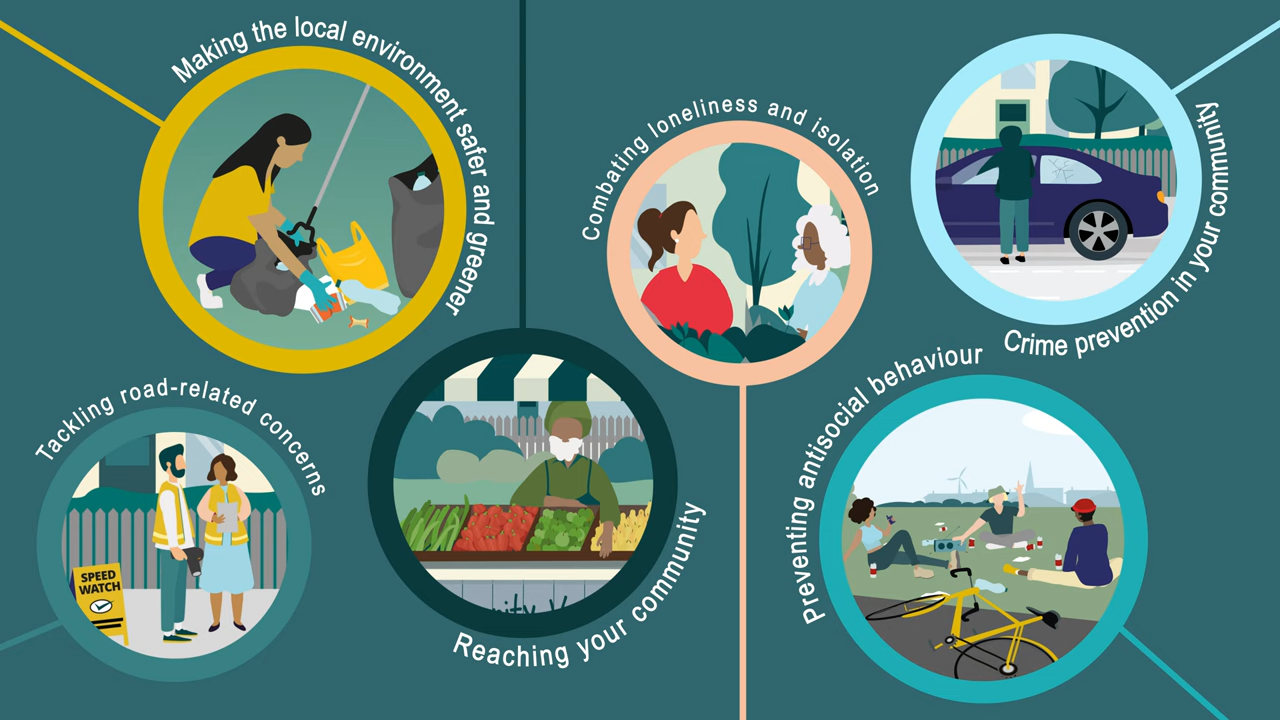 Making the local environment safer and greener
Combating loneliness and isolation
Crime prevention in your community
Tackling road-related concerns
SPEED
WATCH
Reaching your community
Preventing antisocial behaviour